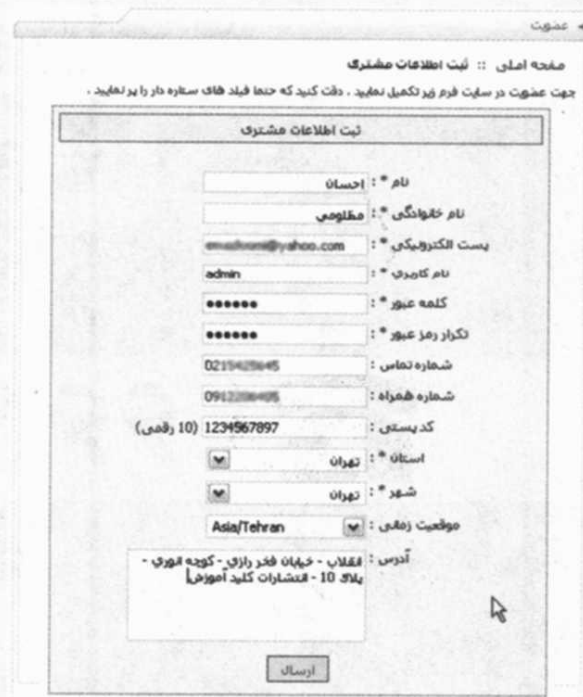 عضویت
صفحه اصلی :: ثبت اطلاعات مشتری
جهت عضویت در سایت فرم زیر تکمیل نمایید . دقت کنید که حتما فیلد های ستاره دار را پر نمایید .
ثبت اطلاعات مشتری
نام * : احسان
نام خانوادگی * : مظلومی
پست الکترونیکی * : @yahoo.com
نام کاربری * : admin
کلمه عبور * : ●●●●●●
تکرار رمز عبور * : ●●●●●●
شماره تماس : 021
شماره همراه : 0912
کد پستی : 1234567897 (10 رقمی)
استان * : تهران
شهر * : تهران
موقعیت زمانی : Asia/Tehran
آدرس : انقلاب - خیابان فخر رازی - کوچه انوری -
پلاک 10 - انتشارات کلید آموزش
ارسال